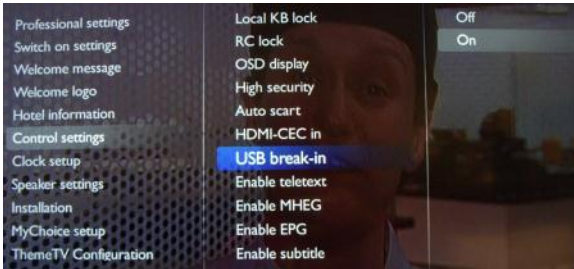 Professional settings
Switch on settings
Welcome message
Welcome logo
Hotel information
Control settings
Clock setup
Speaker settings
Installation
MyChoice setup
ThemeTV Configuration
Local KB lock
RC lock
OSD display
High security
Auto scart
HDMI-CEC in
USB break-in
Enable teletext
Enable MHEG
Enable EPG
Enable subtitle
Off
On